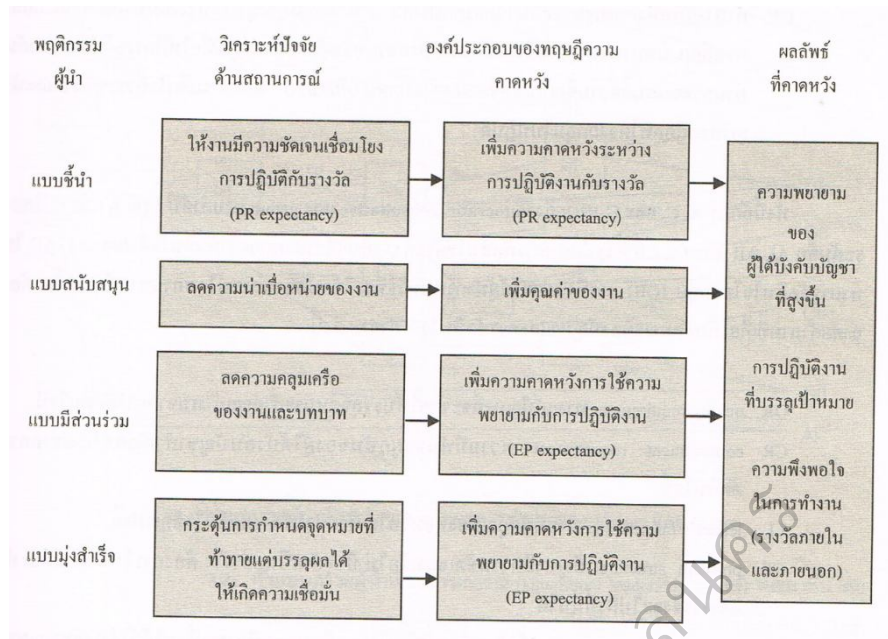 พฤติกรรม
ผู้นำ
วิเคราะห์ปัจจัย
ด้านสถานการณ์
องค์ประกอบของทฤษฎีความ
คาดหวัง
ผลลัพธ์
ที่คาดหวัง
แบบชี้นำ
ให้งานมีความชัดเจนเชื่อมโยง
การปฏิบัติกับรางวัล
(PR expectancy)
เพิ่มความคาดหวังระหว่าง
การปฏิบัติงานกับรางวัล
(PR expectancy)
แบบสนับสนุน
ลดความน่าเบื่อหน่ายของงาน
เพิ่มคุณค่าของงาน
แบบมีส่วนร่วม
ลดความคลุมเครือ
ของงานและบทบาท
เพิ่มความคาดหวังการใช้ความ
พยายามกับการปฏิบัติงาน
(EP expectancy)
แบบมุ่งสำเร็จ
กระตุ้นการกำหนดจุดหมายที่
ท้าทายแต่บรรลุผลได้
ให้เกิดความเชื่อมั่น
เพิ่มความคาดหวังการใช้ความ
พยายามกับการปฏิบัติงาน
(EP expectancy)
ความพยายาม
ของ
ผู้ใต้บังคับบัญชา
ที่สูงขึ้น
การปฏิบัติงาน
ที่บรรลุเป้าหมาย
ความพึงพอใจ
ในการทำงาน
(รางวัลภายใน
และภายนอก)